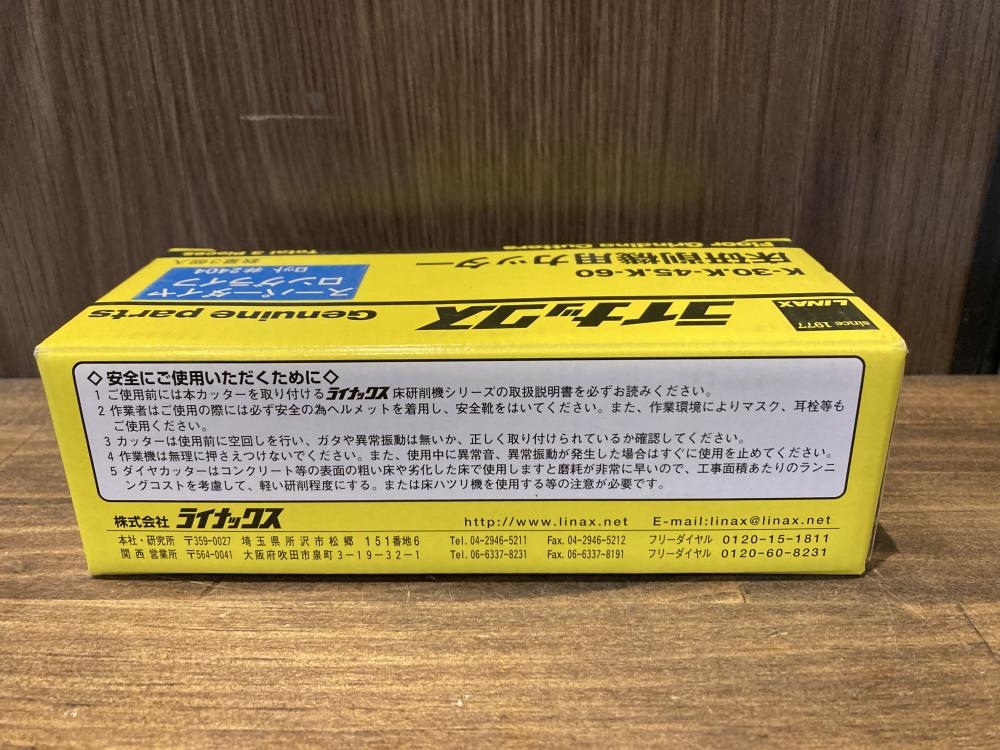 Floor Grinding Cutters
Total 3 Pieces
K-30.K-45.K-60
床研削機用カッター
数量3個入
スーパーダイヤ
ロングライフ
ロット #2404
LINAX
since 1977
ライナックス
Genuine parts
◇安全にご使用いただくために◇
1 ご使用前には本カッターを取り付けるライナックス床研削機シリーズの取扱説明書を必ずお読みください。
2 作業者はご使用の際には必ず安全の為ヘルメットを着用し、安全靴をはいてください。また、作業環境によりマスク、耳栓等も
ご使用ください。
3 カッターは使用前に空回しを行い、ガタや異常振動は無いか、正しく取り付けられているか確認してください。
4 作業機は無理に押さえつけないでください。また、使用中に異常音、異常振動が発生した場合はすぐに使用を止めてください。
5 ダイヤカッターはコンクリート等の表面の粗い床や劣化した床で使用しますと磨耗が非常に早いので、工事面積あたりのランニ
ングコストを考慮して、軽い研削程度にする。または床ハツリ機を使用する等の注意が必要です。
株式会社 ライナックス http://www.linax.net E-mail:linax@linax.net
本社・研究所 〒359-0027 埼玉県所沢市松郷 151番地6 Tel. 04-2946-5211 Fax. 04-2946-5212 フリーダイヤル 0120-15-1811
関西営業所 〒564-0041 大阪府吹田市泉町3-19-32-1 Tel. 06-6337-8231 Fax. 06-6337-8191 フリーダイヤル 0120-60-8231